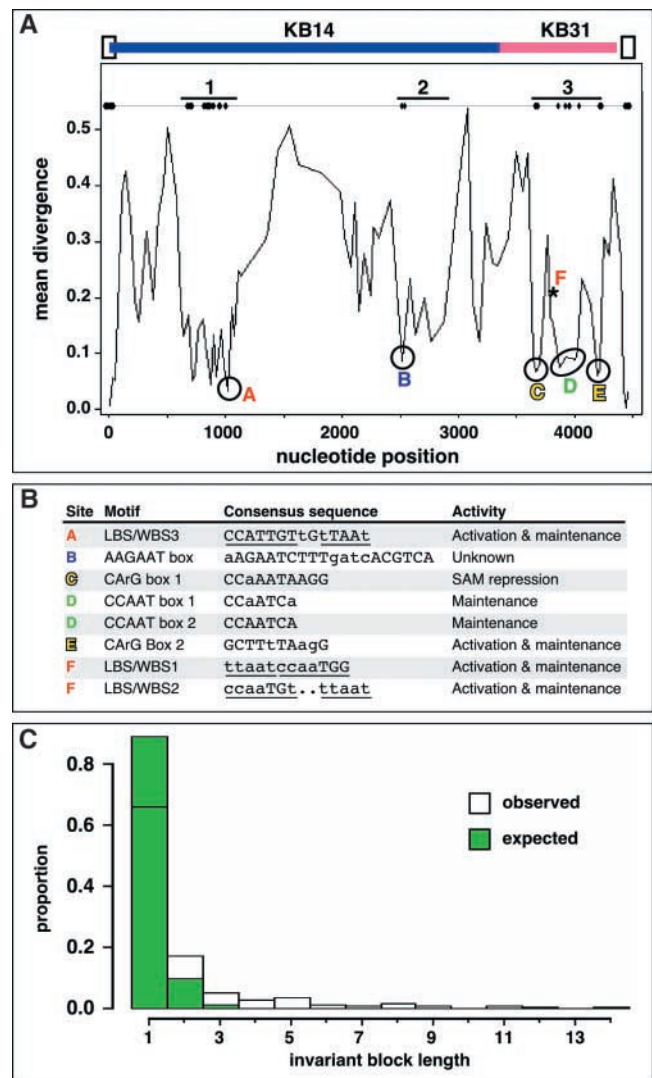 A
KB14 KB31
1 2 3
0.5
0.4
0.3
0.2
0.1
0.0
mean divergence
F
*
A
B
C
D
E
0 1000 2000 3000 4000
nucleotide position
B
Site Motif Consensus sequence Activity
A LBS/WBS3 CCATTGTtGtTAAt Activation & maintenance
B AAGAAT box aAGAATCTTTgatcACGTCA Unknown
C CArG box 1 CCaAATAAGG SAM repression
D CCAAT box 1 CCaATCa Maintenance
D CCAAT box 2 CCAATCA Maintenance
E CArG Box 2 GCTTtTAagG Activation & maintenance
F LBS/WBS1 ttaatccaaTGG Activation & maintenance
F LBS/WBS2 ccaaTGt..ttaat Activation & maintenance
C
0.8
0.6
0.4
0.2
0.0
proportion
observed
expected
1 3 5 7 9 11 13
invariant block length